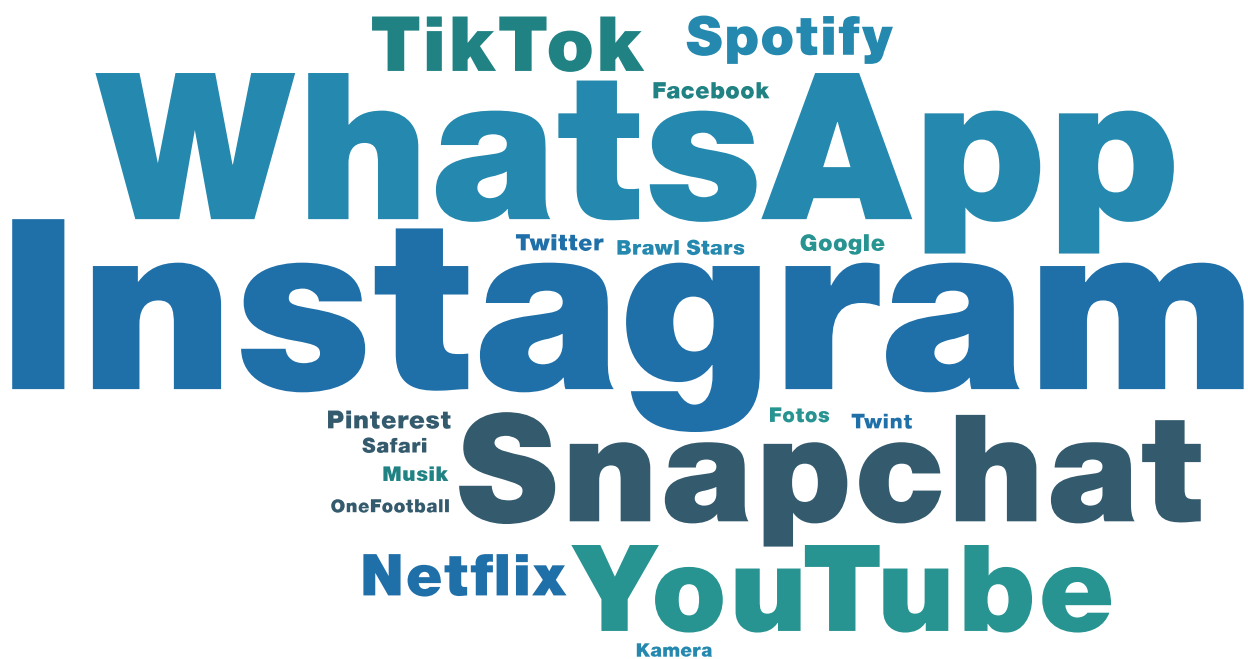 TikTok
Spotify
Facebook
WhatsApp
Twitter
Brawl Stars
Google
Instagram
Pinterest
Fotos
Twint
Safari
Musik
OneFootball
Snapchat
Netflix
YouTube
Kamera